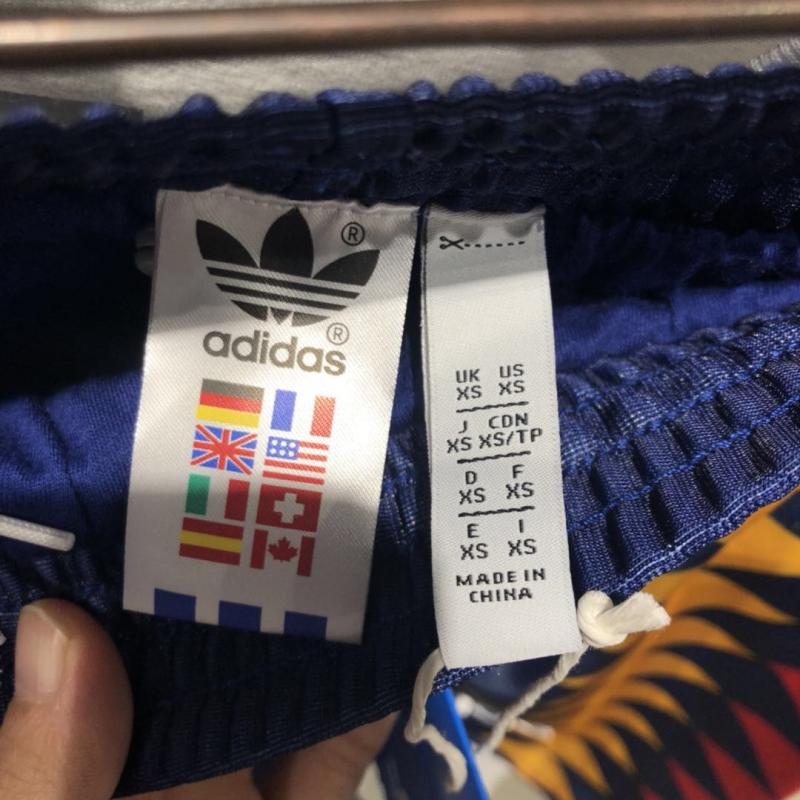 ®
adidas®
UK US
XS XS
J CDN
XS XS/TP
D F
XS XS
E I
XS XS
MADE IN
CHINA